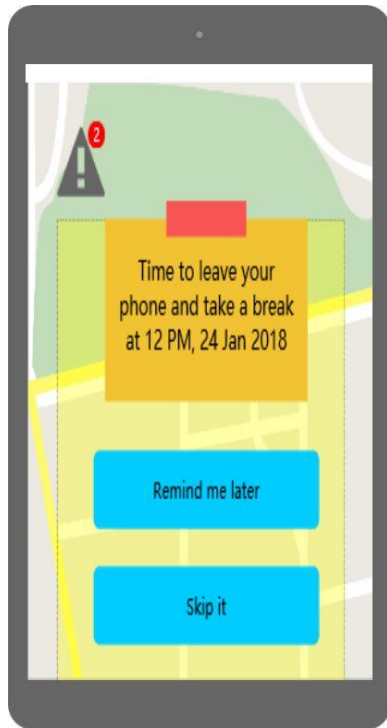 2
Time to leave your
phone and take a break
at 12 PM, 24 Jan 2018
Remind me later
Skip it